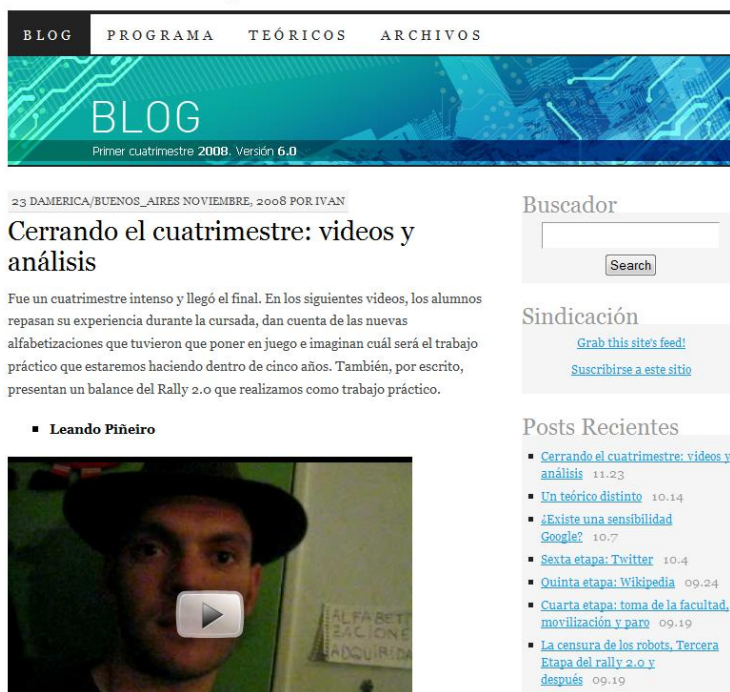 BLOG PROGRAMA TEÓRICOS ARCHIVOS
BLOG
Primer cuatrimestre 2008. Versión 6.0
23 DAMERICA/BUENOS_AIRES NOVIEMBRE, 2008 POR IVAN
Cerrando el cuatrimestre: videos y
análisis
Fue un cuatrimestre intenso y llegó el final. En los siguientes videos, los alumnos
repasan su experiencia durante la cursada, dan cuenta de las nuevas
alfabetizaciones que tuvieron que poner en juego e imaginan cuál será el trabajo
práctico que estaremos haciendo dentro de cinco años. También, por escrito,
presentan un balance del Rally 2.0 que realizamos como trabajo práctico.
Leando Piñeiro
ALFABETI
ZACIONE
ADQUIRIDA
Buscador
Search
Sindicación
Grab this site's feed!
Suscribirse a este sitio
Posts Recientes
Cerrando el cuatrimestre: videos y
análisis 11.23
Un teórico distinto 10.14
¿Existe una sensibilidad
Google? 10.7
Sexta etapa: Twitter 10.4
Quinta etapa: Wikipedia 09.24
Cuarta etapa: toma de la facultad,
movilización y paro 09.19
La censura de los robots, Tercera
Etapa del rally 2.0 y
después 09.19